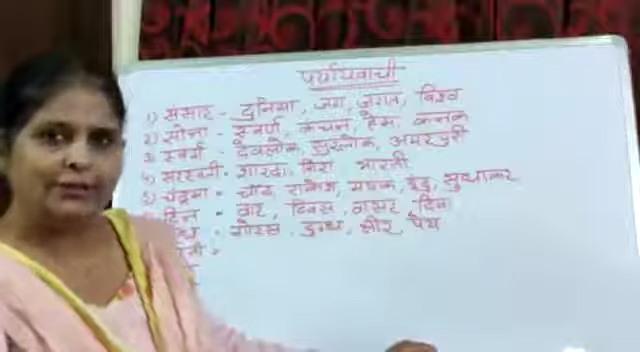 पर्यायवाची
1) संसार - दुनिया, जग, जगत, विश्व
2) सोना - स्वर्ण, कंचन, हेम, कनक
3) स्वर्ग - देवलोक, सुरलोक, अमरपुरी
4) सरस्वती - शारदा, गिरा, भारती
5) चंद्रमा - चाँद, राकेश, मयंक, इंदु, सुधाकर
दिन - वार, दिवस, वासर, दिवा
गोरस, दुग्ध, क्षीर, पेय